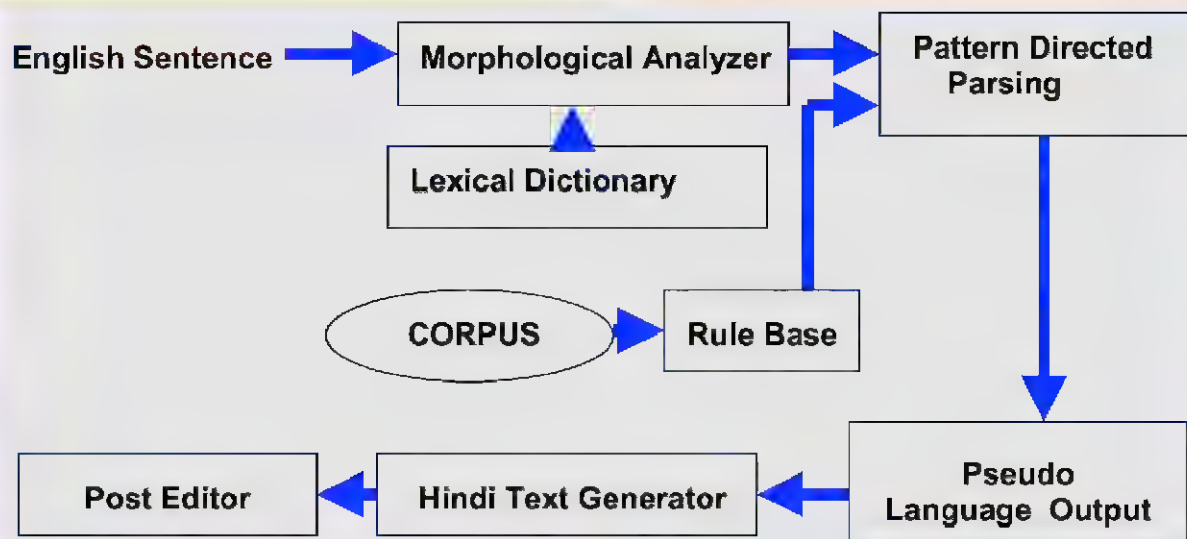 English Sentence
Morphological Analyzer
Pattern Directed
Parsing
Lexical Dictionary
CORPUS
Rule Base
Post Editor
Hindi Text Generator
Pseudo
Language Output